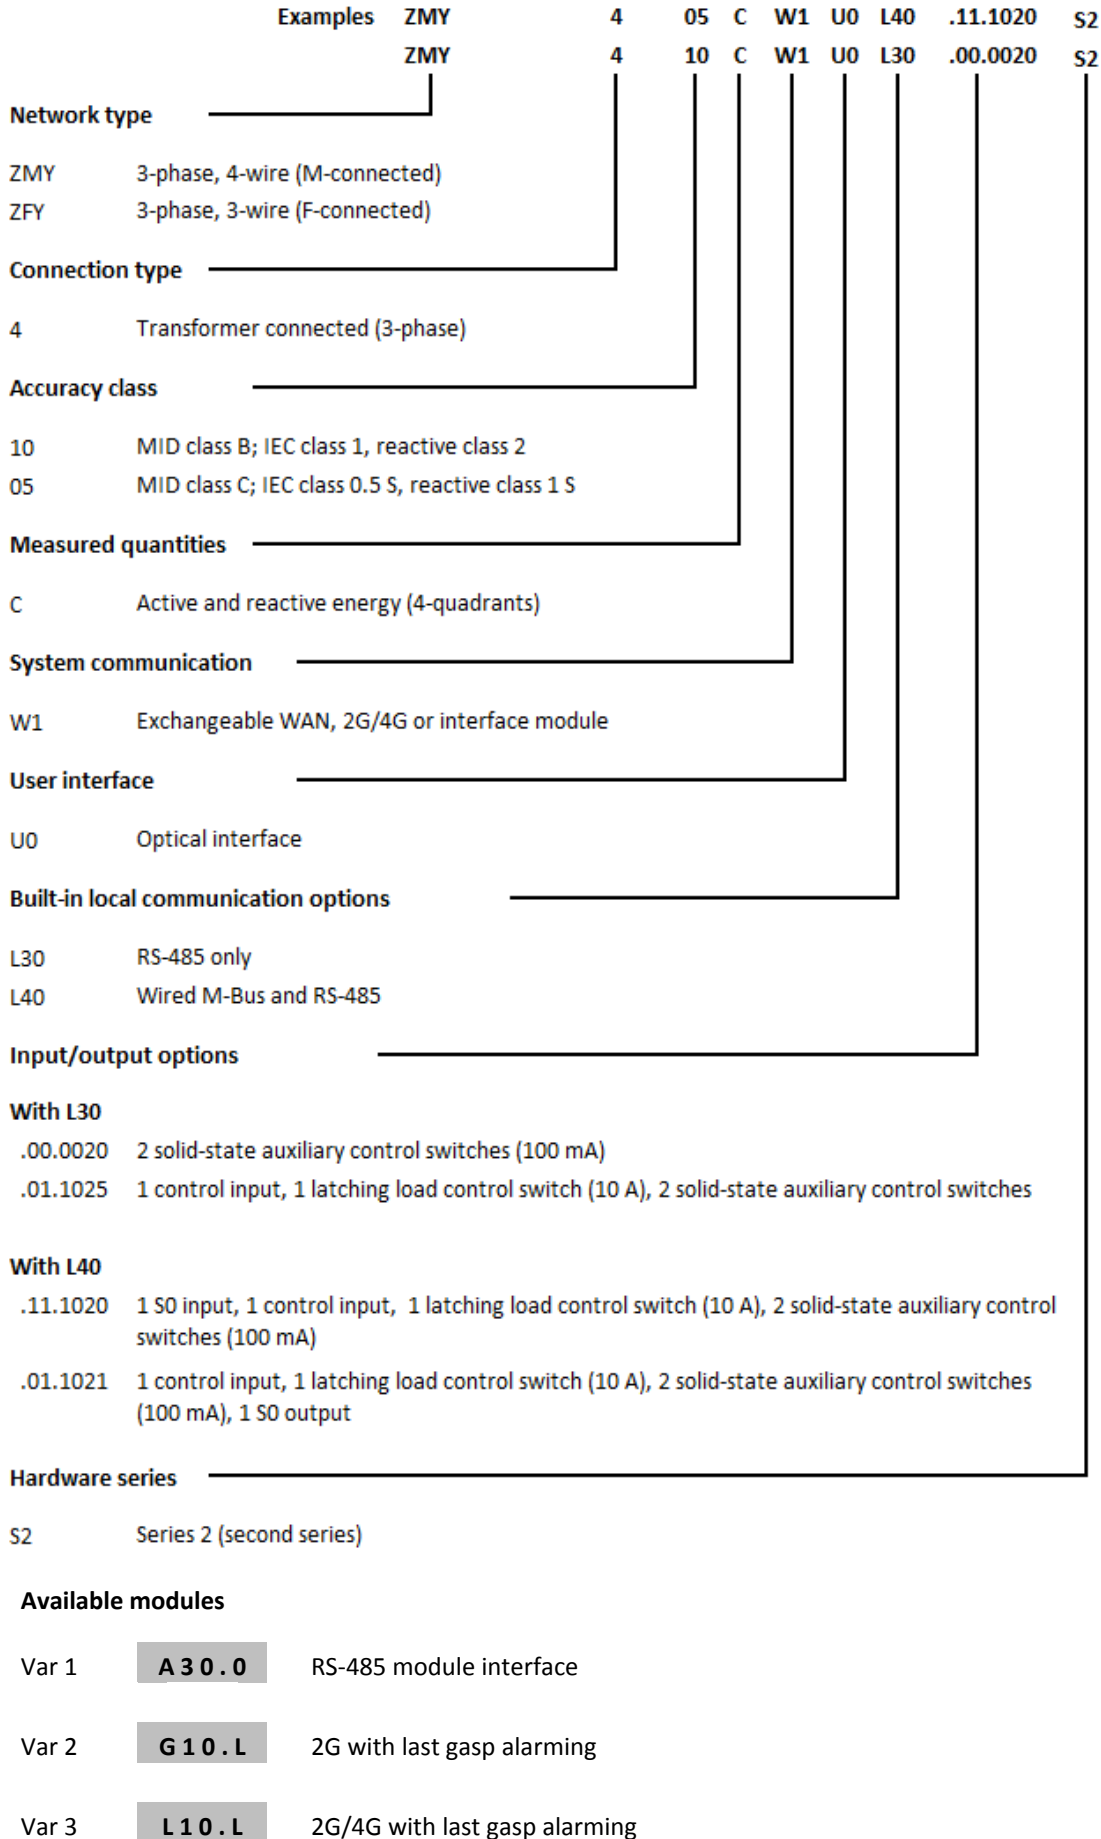 Examples ZMY 4 05 C W1 U0 L40 .11.1020 S2
ZMY 4 10 C W1 U0 L30 .00.0020 S2
Network type
ZMY 3-phase, 4-wire (M-connected)
ZFY 3-phase, 3-wire (F-connected)
Connection type
4 Transformer connected (3-phase)
Accuracy class
10 MID class B; IEC class 1, reactive class 2
05 MID class C; IEC class 0.5 S, reactive class 1 S
Measured quantities
C Active and reactive energy (4-quadrants)
System communication
W1 Exchangeable WAN, 2G/4G or interface module
User interface
U0 Optical interface
Built-in local communication options
L30 RS-485 only
L40 Wired M-Bus and RS-485
Input/output options
With L30
.00.0020 2 solid-state auxiliary control switches (100 mA)
.01.1025 1 control input, 1 latching load control switch (10 A), 2 solid-state auxiliary control switches
With L40
.11.1020 1 S0 input, 1 control input, 1 latching load control switch (10 A), 2 solid-state auxiliary control
switches (100 mA)
.01.1021 1 control input, 1 latching load control switch (10 A), 2 solid-state auxiliary control switches
(100 mA), 1 S0 output
Hardware series
S2 Series 2 (second series)
Available modules
Var 1 A30.0 RS-485 module interface
Var 2 G10.L 2G with last gasp alarming
Var 3 L10.L 2G/4G with last gasp alarming